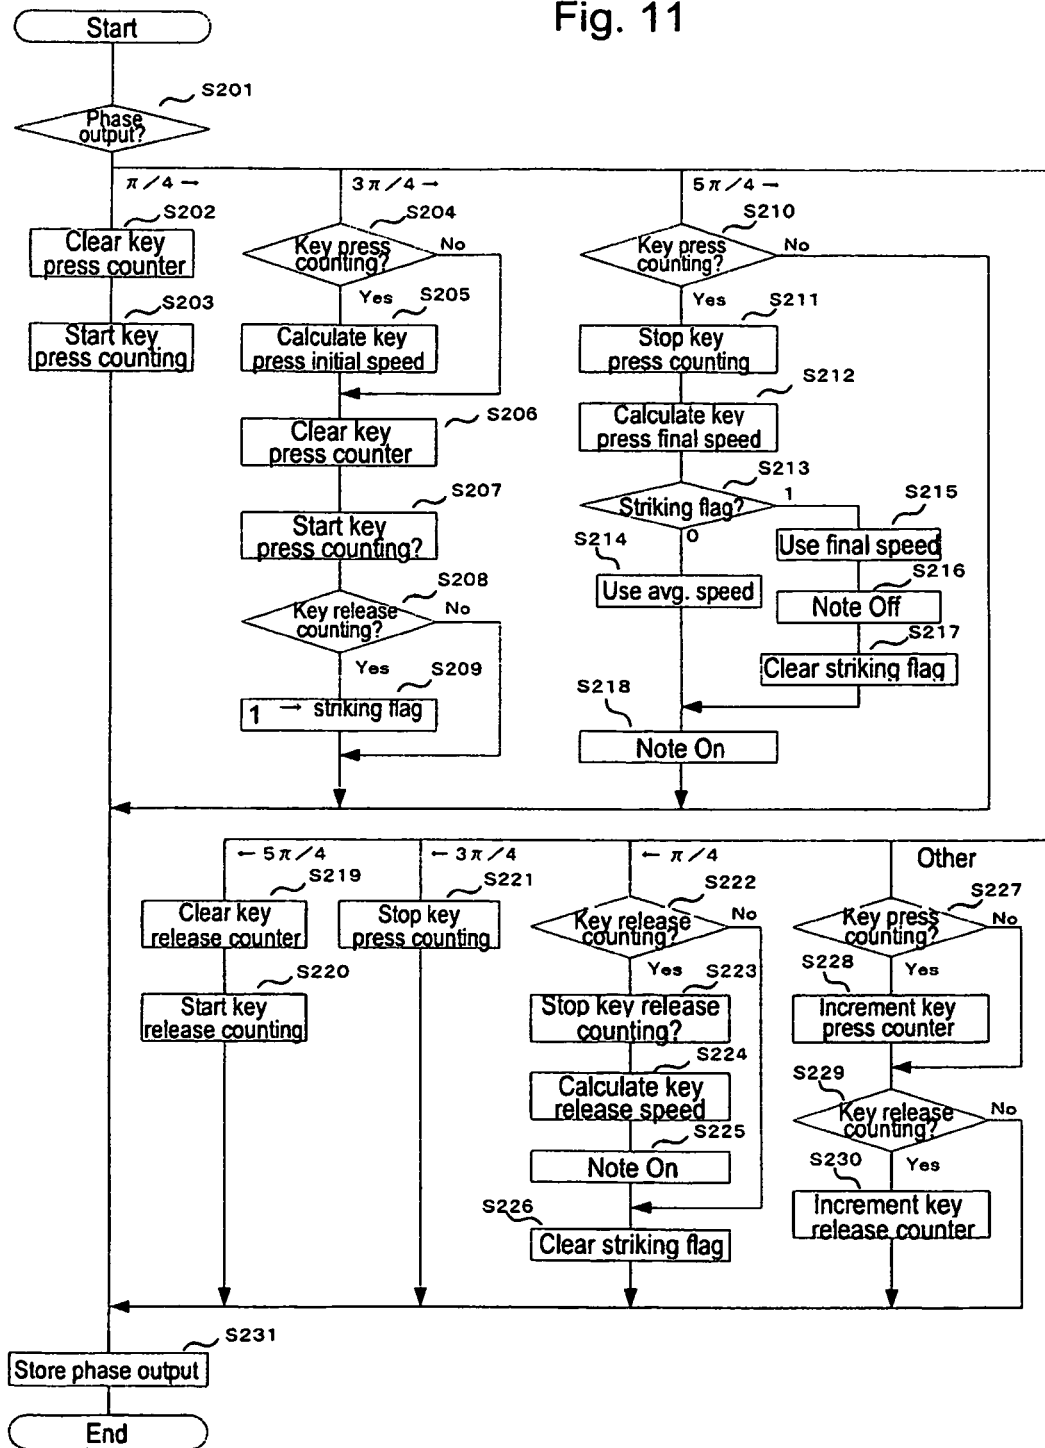 Fig. 11
Start
S201
Phase
output?
π/4 →
S202
Clear key
press counter
S203
Start key
press counting
3π/4 →
S204
Key press
counting?
No
Yes
S205
Calculate key
press initial speed
S206
Clear key
press counter
S207
Start key
press counting?
S208
Key release
counting?
No
Yes
S209
1 → striking flag
5π/4 →
S210
Key press
counting?
No
Yes
S211
Stop key
press counting
S212
Calculate key
press final speed
S213
Striking flag?
1
0
S214
Use avg. speed
S215
Use final speed
S216
Note Off
S217
Clear striking flag
S218
Note On
← 5π/4
S219
Clear key
release counter
S220
Start key
release counting
← 3π/4
S221
Stop key
press counting
← π/4
S222
Key release
counting?
No
Yes
S223
Stop key release
counting?
S224
Calculate key
release speed
S225
Note On
S226
Clear striking flag
Other
S227
Key press
counting?
No
Yes
S228
Increment key
press counter
S229
Key release
counting?
No
Yes
S230
Increment key
release counter
S231
Store phase output
End